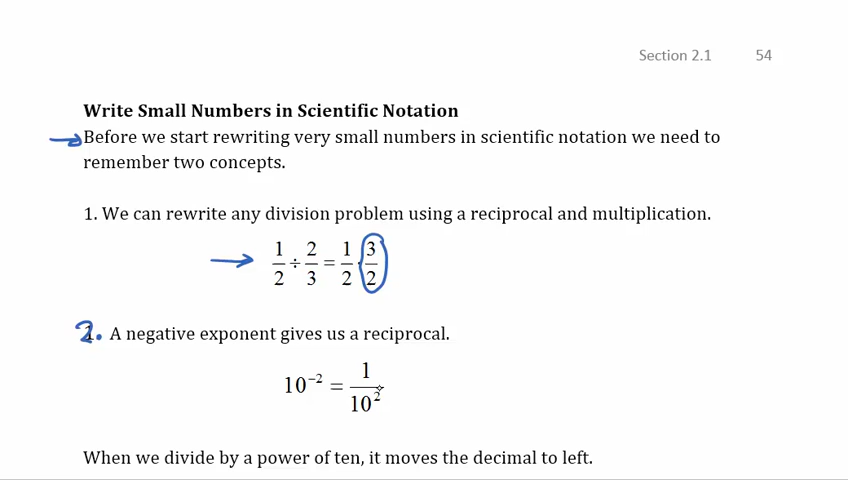 Section 2.1 54
Write Small Numbers in Scientific Notation
Before we start rewriting very small numbers in scientific notation we need to
remember two concepts.
1. We can rewrite any division problem using a reciprocal and multiplication.
1/2 ÷ 2/3 = 1/2 · 3/2
2. A negative exponent gives us a reciprocal.
10⁻² = 1/10²
When we divide by a power of ten, it moves the decimal to left.